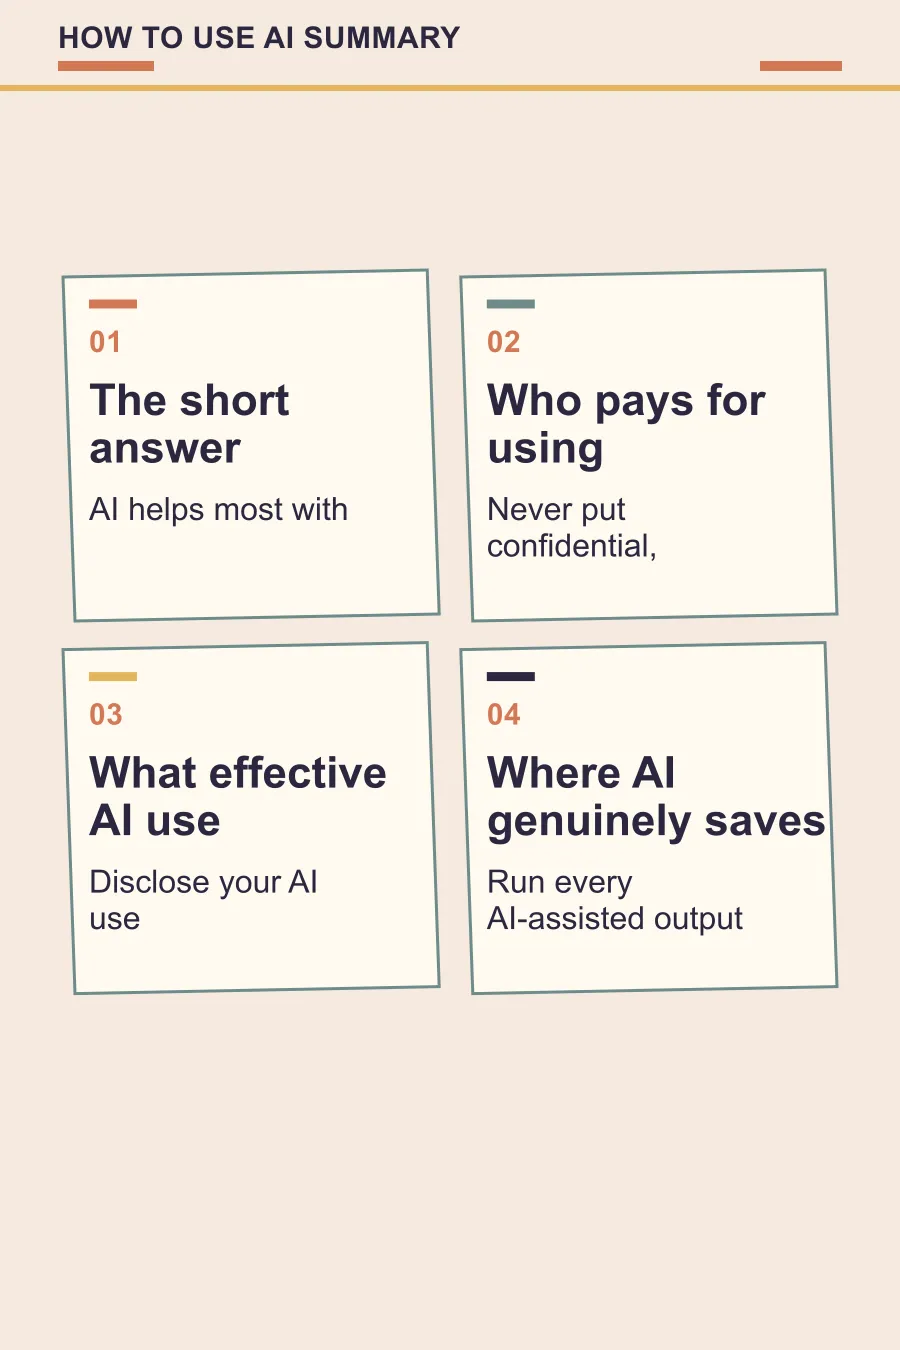 HOW TO USE AI SUMMARY
01
The short
answer
AI helps most with
02
Who pays for
using
Never put
confidential,
03
What effective
AI use
Disclose your AI
use
04
Where AI
genuinely saves
Run every
AI-assisted output